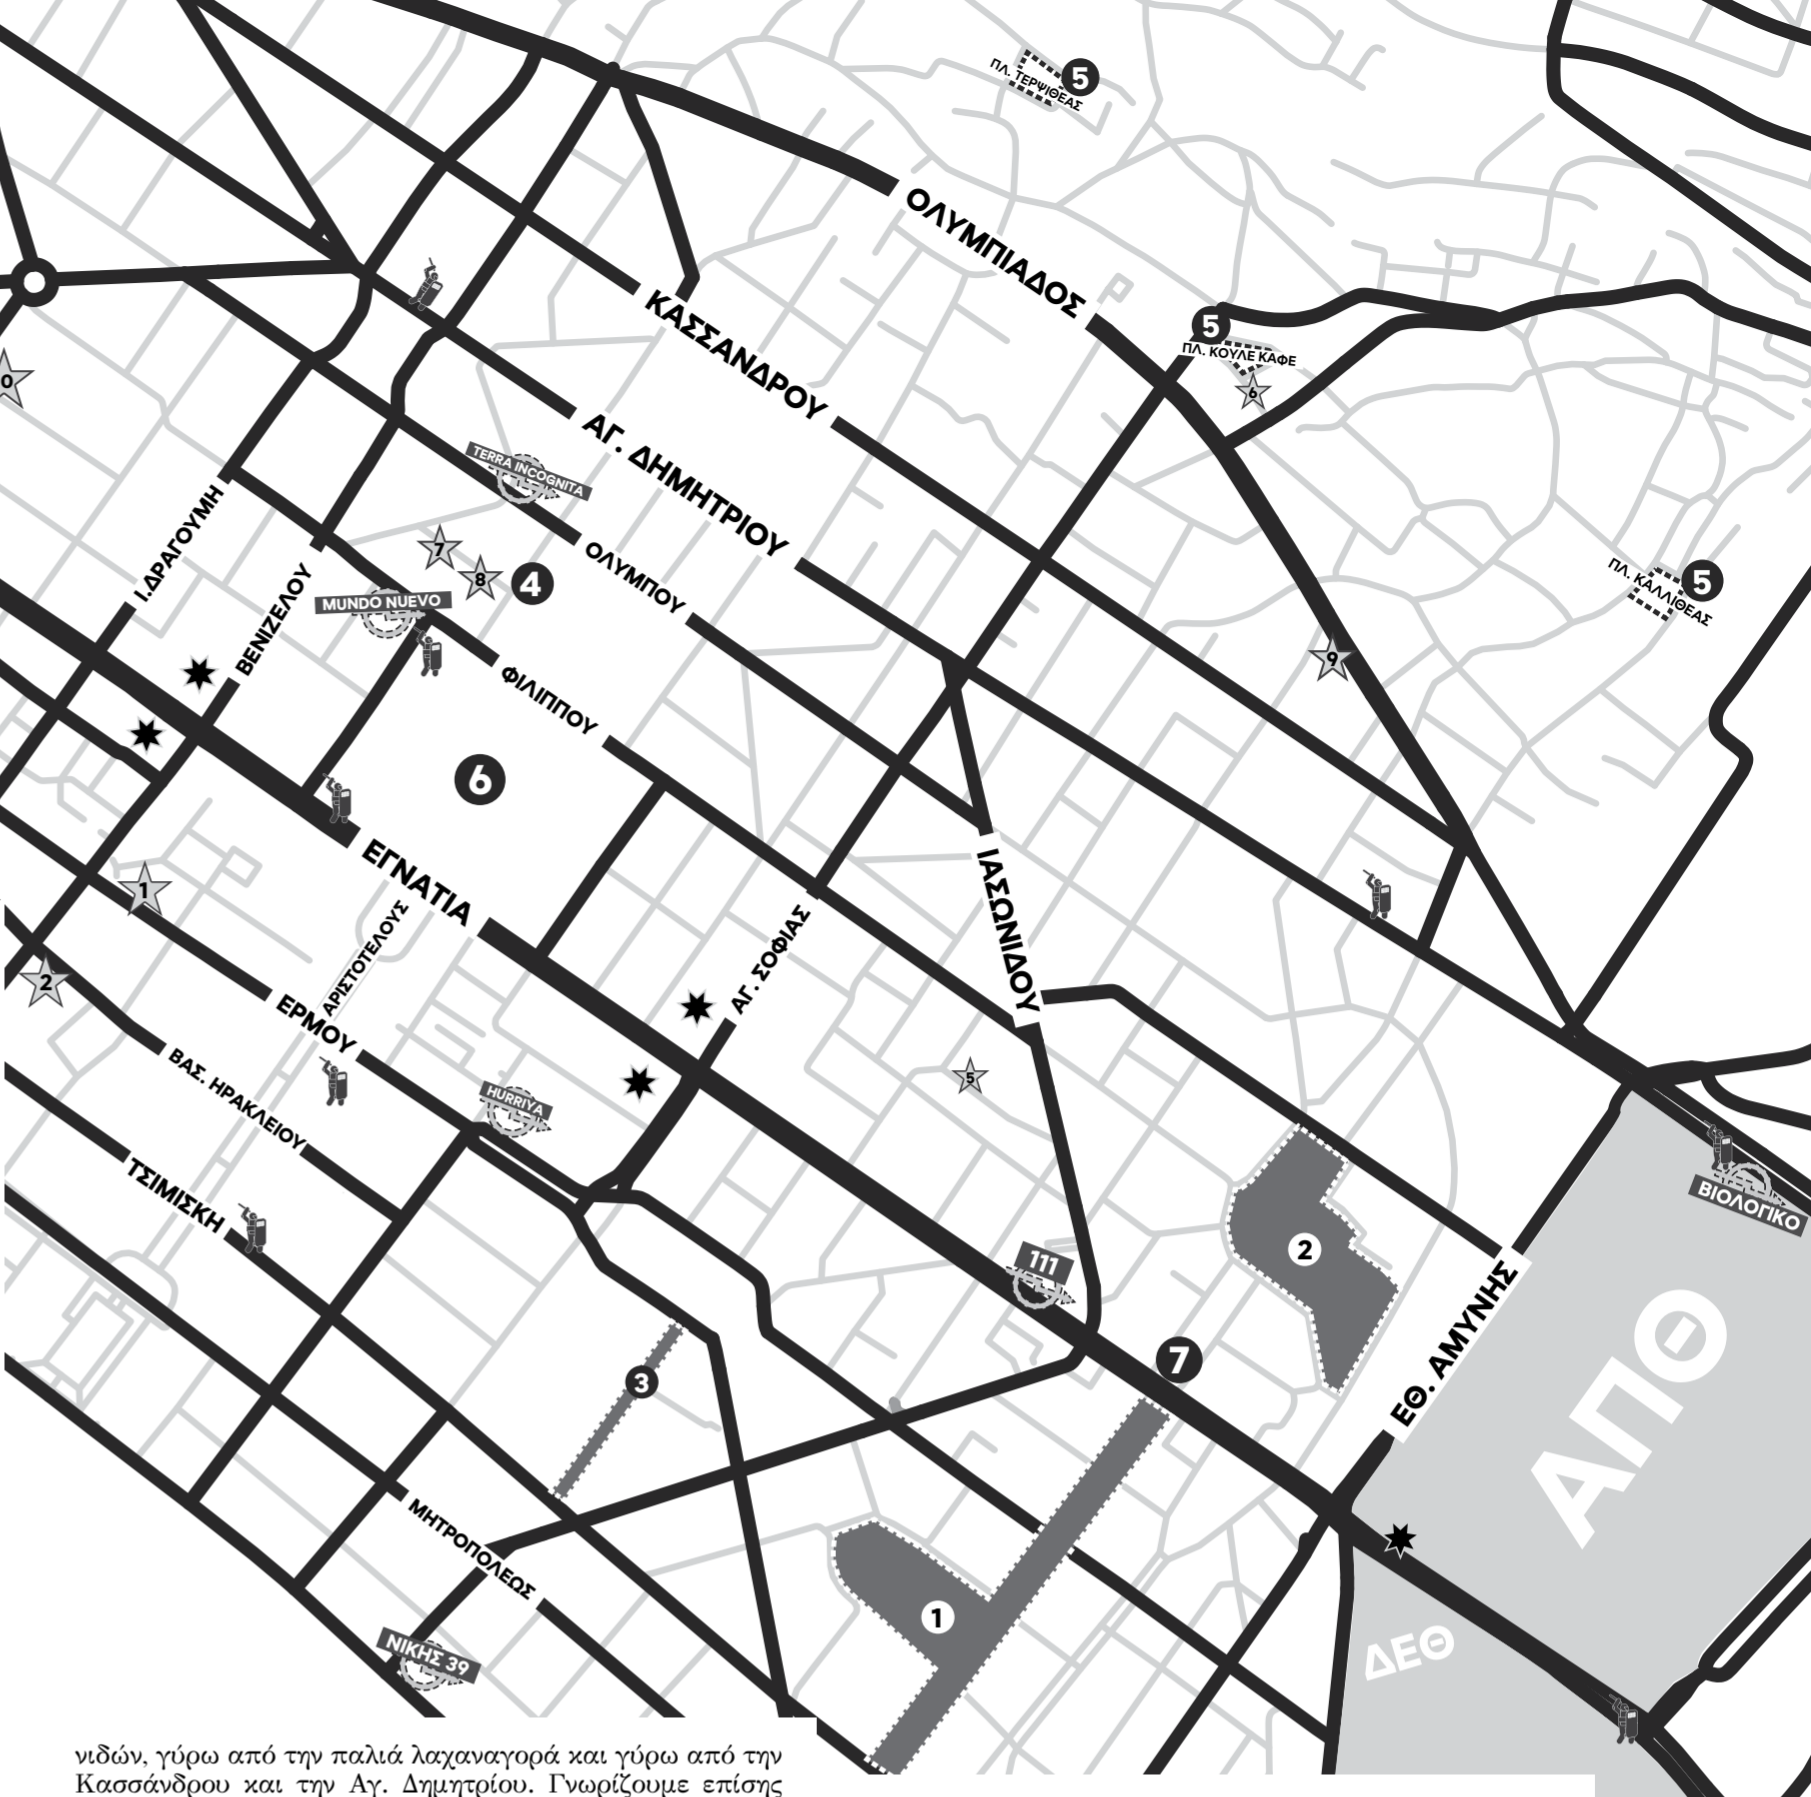 ΠΛ. ΤΕΡΨΙΘΕΑΣ
5
ΟΛΥΜΠΙΑΔΟΣ
5
ΠΛ. ΚΟΥΛΕ ΚΑΦΕ
6
ΚΑΣΣΑΝΔΡΟΥ
0
ΑΓ. ΔΗΜΗΤΡΙΟΥ
TERRA INCOGNITA
Ι.ΔΡΑΓΟΥΜΗ
7
8
4
ΟΛΥΜΠΟΥ
ΠΛ. ΚΑΛΛΙΘΕΑΣ
5
MUNDO NUEVO
ΒΕΝΙΖΕΛΟΥ
9
ΦΙΛΙΠΠΟΥ
6
ΕΓΝΑΤΙΑ
1
ΙΑΣΩΝΙΔΟΥ
ΑΡΙΣΤΟΤΕΛΟΥΣ
ΑΓ. ΣΟΦΙΑΣ
2
ΕΡΜΟΥ
5
ΒΑΣ. ΗΡΑΚΛΕΙΟΥ
HURRIYA
ΤΣΙΜΙΣΚΗ
ΒΙΟΛΟΓΙΚΟ
2
111
ΕΘ. ΑΜΥΝΗΣ
7
3
ΑΠΘ
ΜΗΤΡΟΠΟΛΕΩΣ
1
ΝΙΚΗΣ 39
ΔΕΘ
νιδών, γύρω από την παλιά λαχαναγορά και γύρω από την
Κασσάνδρου και την Αγ. Δημητρίου. Γνωρίζουμε επίσης